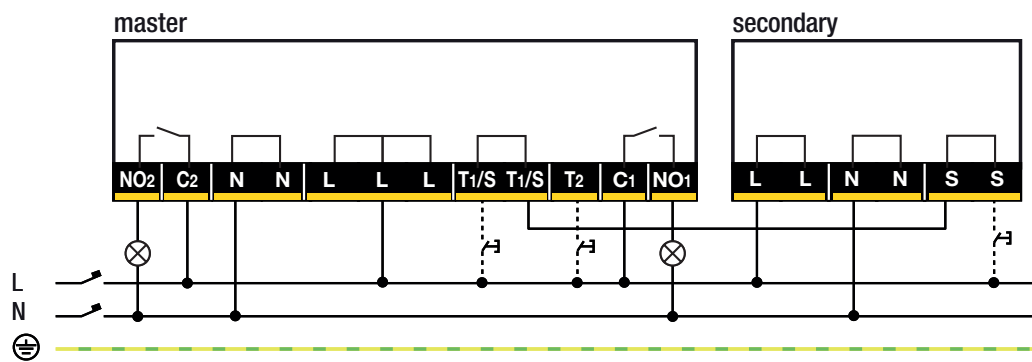 master secondary
NO2 C2 N N L L L T1/S T1/S T2 C1 NO1 L L N N S S
L
N